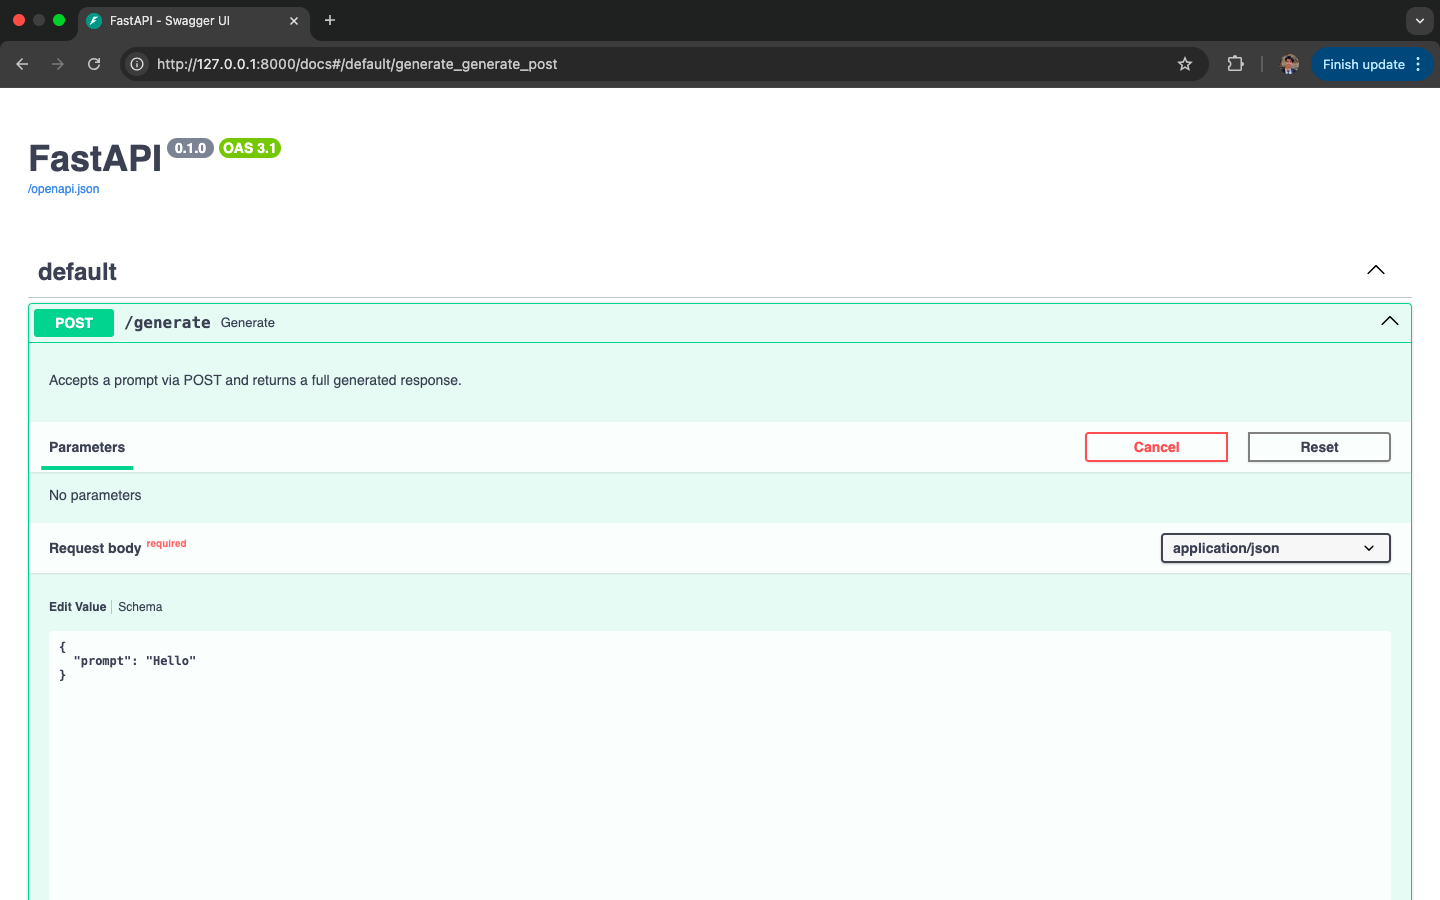 FastAPI - Swagger UI
http://127.0.0.1:8000/docs#/default/generate_generate_post
Finish update
FastAPI 0.1.0 OAS 3.1
/openapi.json
default
POST /generate Generate
Accepts a prompt via POST and returns a full generated response.
Parameters
Cancel
Reset
No parameters
Request body required
application/json
Edit Value
Schema
{
"prompt": "Hello"
}